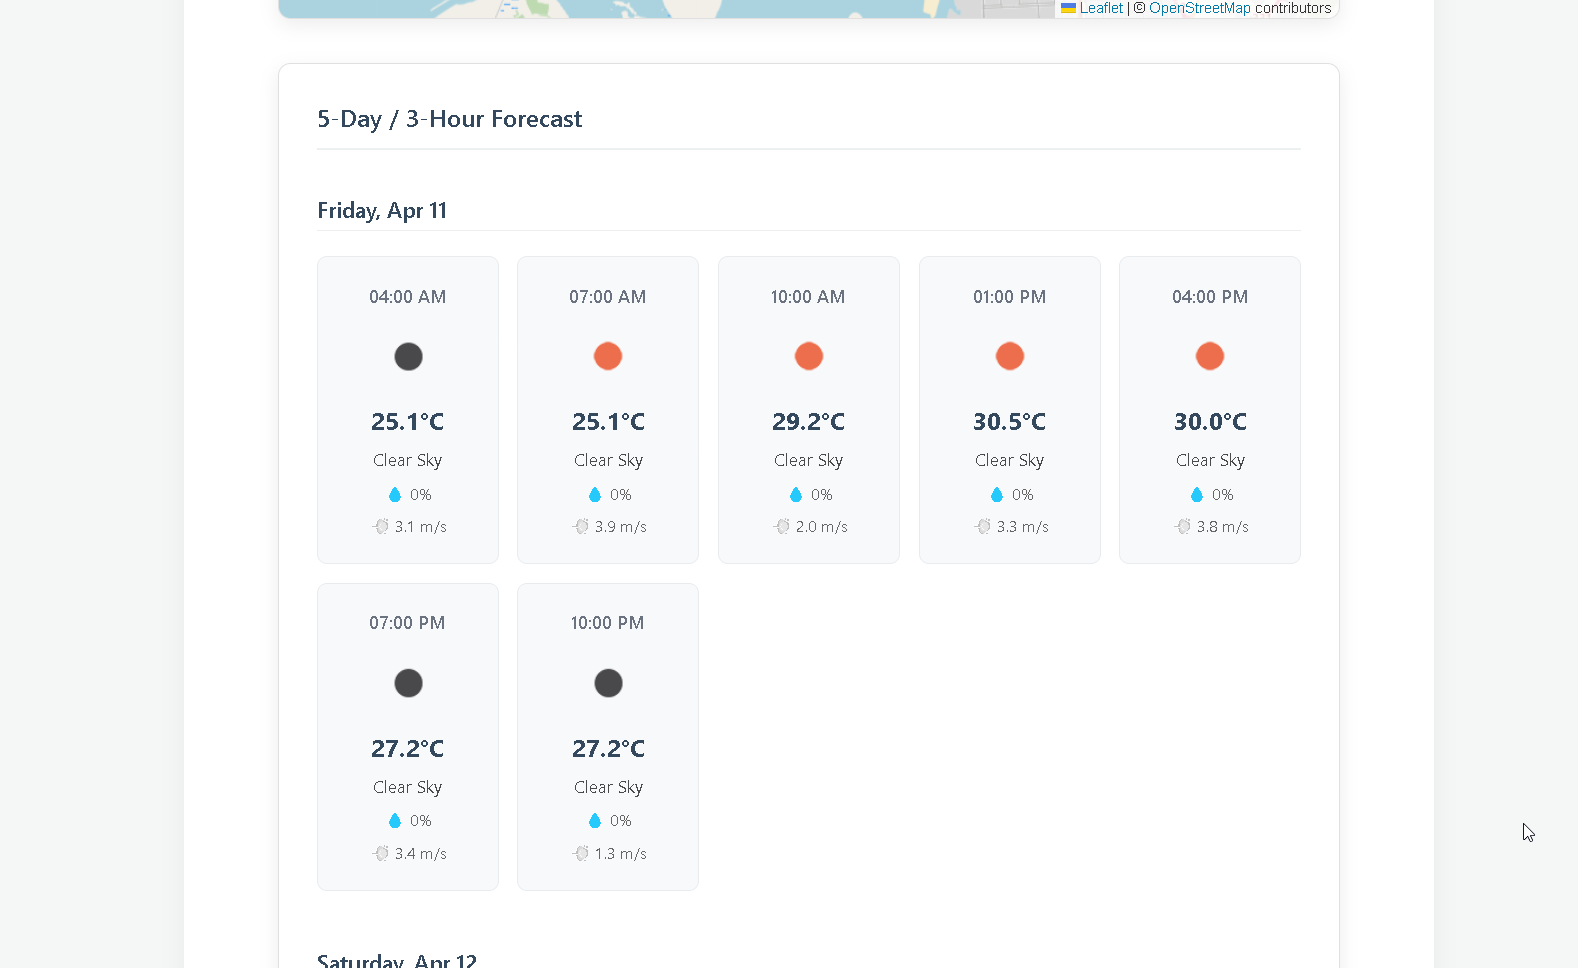 Leaflet | © OpenStreetMap contributors
5-Day / 3-Hour Forecast
Friday, Apr 11
04:00 AM
25.1°C
Clear Sky
0%
3.1 m/s
07:00 AM
25.1°C
Clear Sky
0%
3.9 m/s
10:00 AM
29.2°C
Clear Sky
0%
2.0 m/s
01:00 PM
30.5°C
Clear Sky
0%
3.3 m/s
04:00 PM
30.0°C
Clear Sky
0%
3.8 m/s
07:00 PM
27.2°C
Clear Sky
0%
3.4 m/s
10:00 PM
27.2°C
Clear Sky
0%
1.3 m/s
Saturday, Apr 12